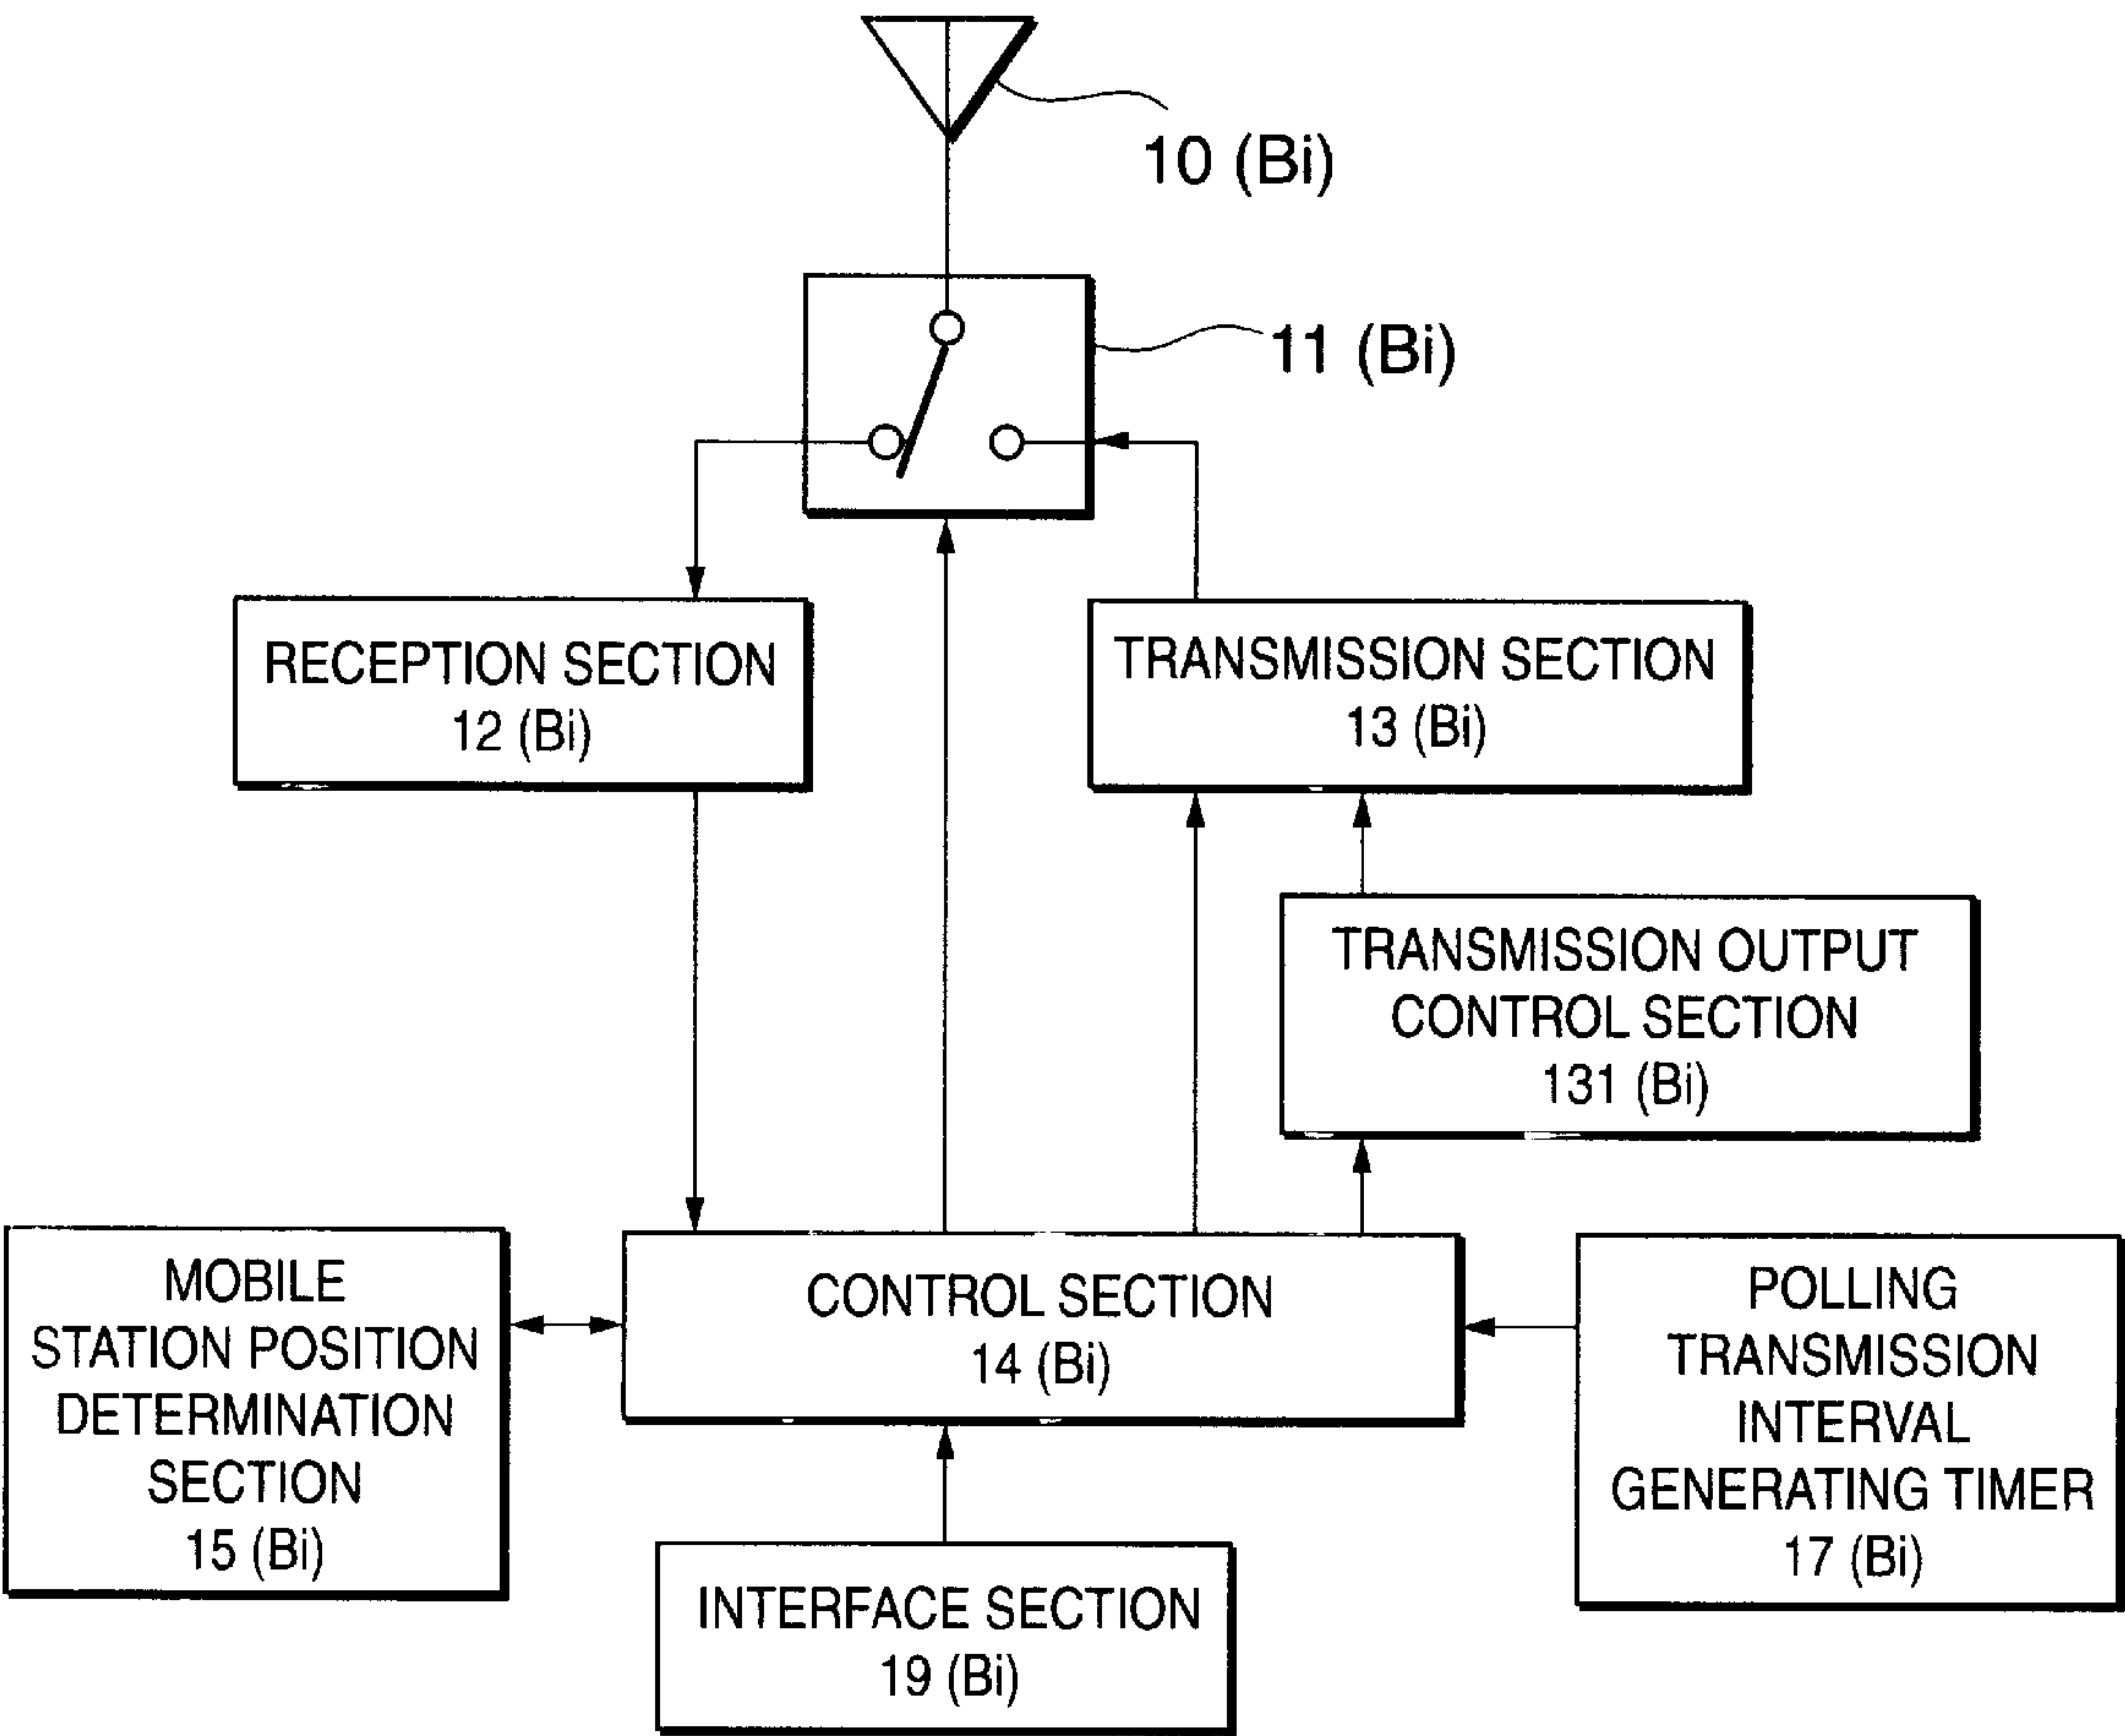 10 (Bi)
11 (Bi)
RECEPTION SECTION
12 (Bi)
TRANSMISSION SECTION
13 (Bi)
TRANSMISSION OUTPUT
CONTROL SECTION
131 (Bi)
MOBILE
STATION POSITION
DETERMINATION
SECTION
15 (Bi)
CONTROL SECTION
14 (Bi)
POLLING
TRANSMISSION
INTERVAL
GENERATING TIMER
17 (Bi)
INTERFACE SECTION
19 (Bi)